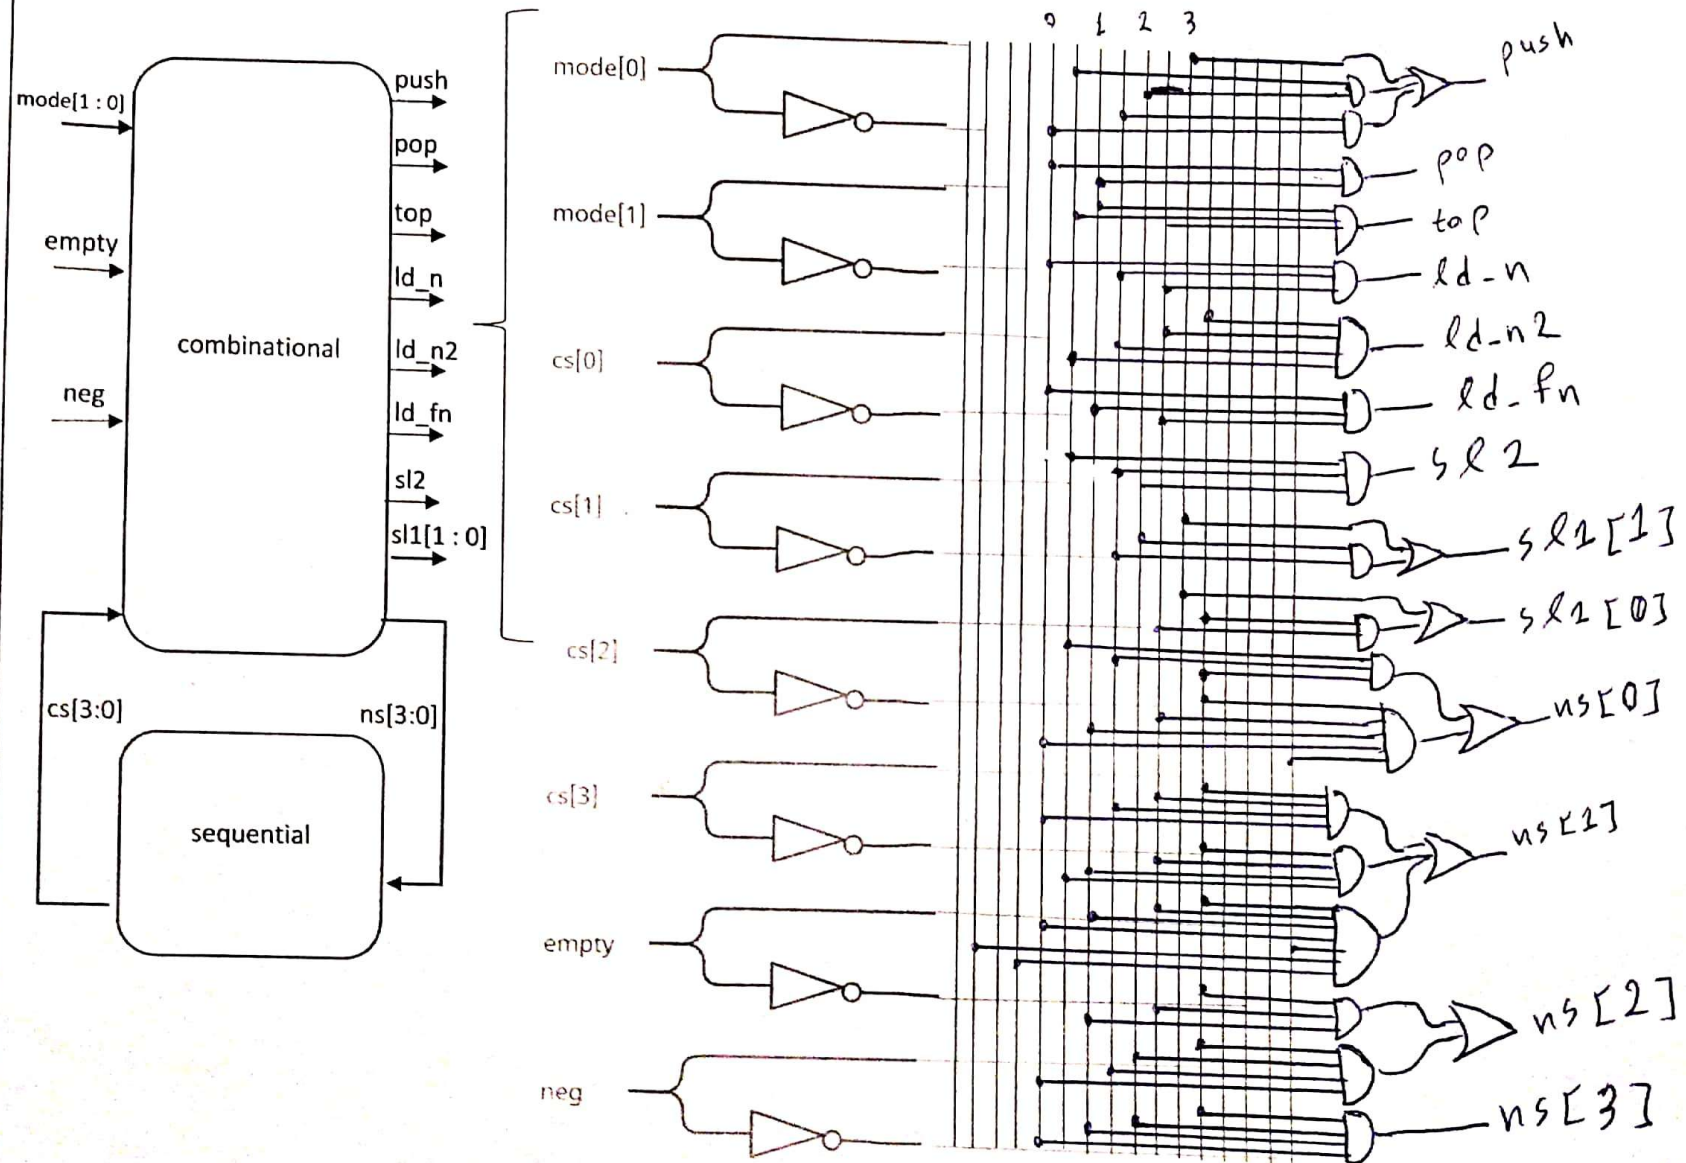 mode[1 : 0]
empty
neg
combinational
push
pop
top
ld_n
ld_n2
ld_fn
sl2
sl1[1 : 0]
cs[3:0]
ns[3:0]
sequential
mode[0]
mode[1]
cs[0]
cs[1]
cs[2]
cs[3]
empty
neg
0 1 2 3
push
pop
top
ld-n
ld-n2
ld-fn
sl2
sl1[1]
sl1[0]
ns[0]
ns[1]
ns[2]
ns[3]